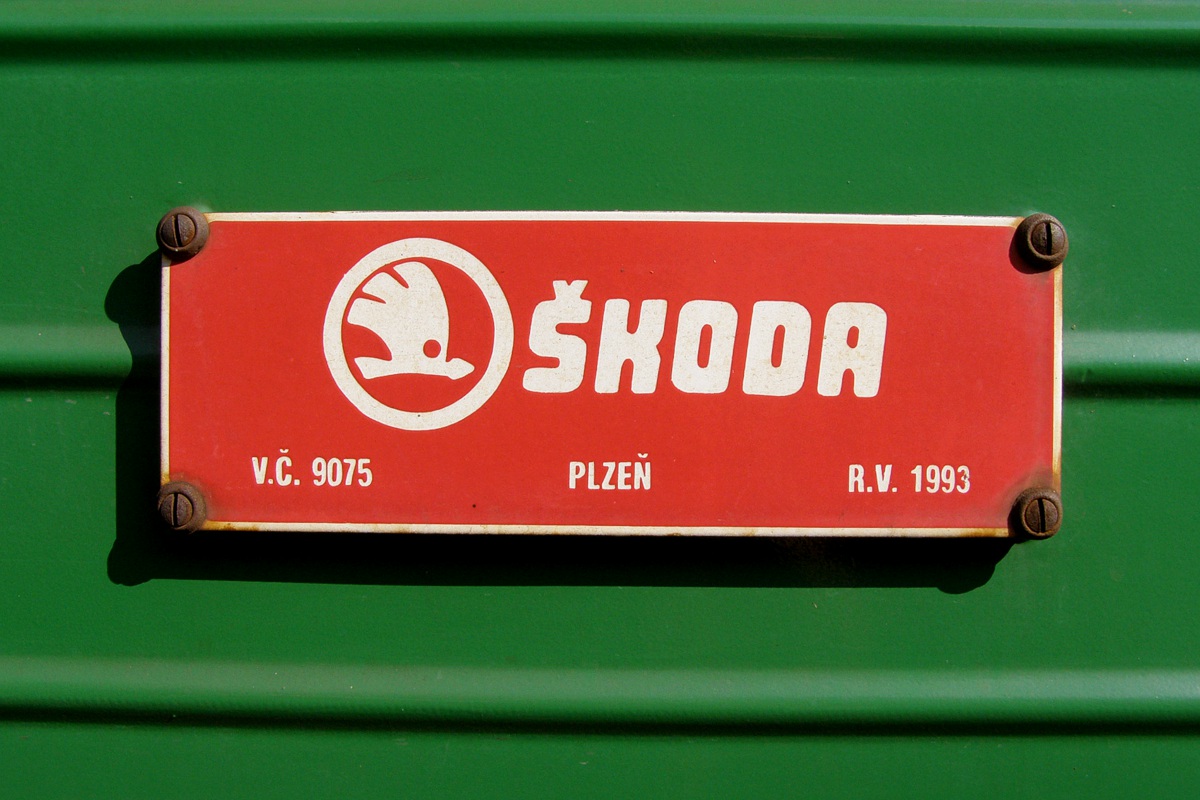 ŠKODA
V.Č. 9075 PLZEŇ R.V. 1993